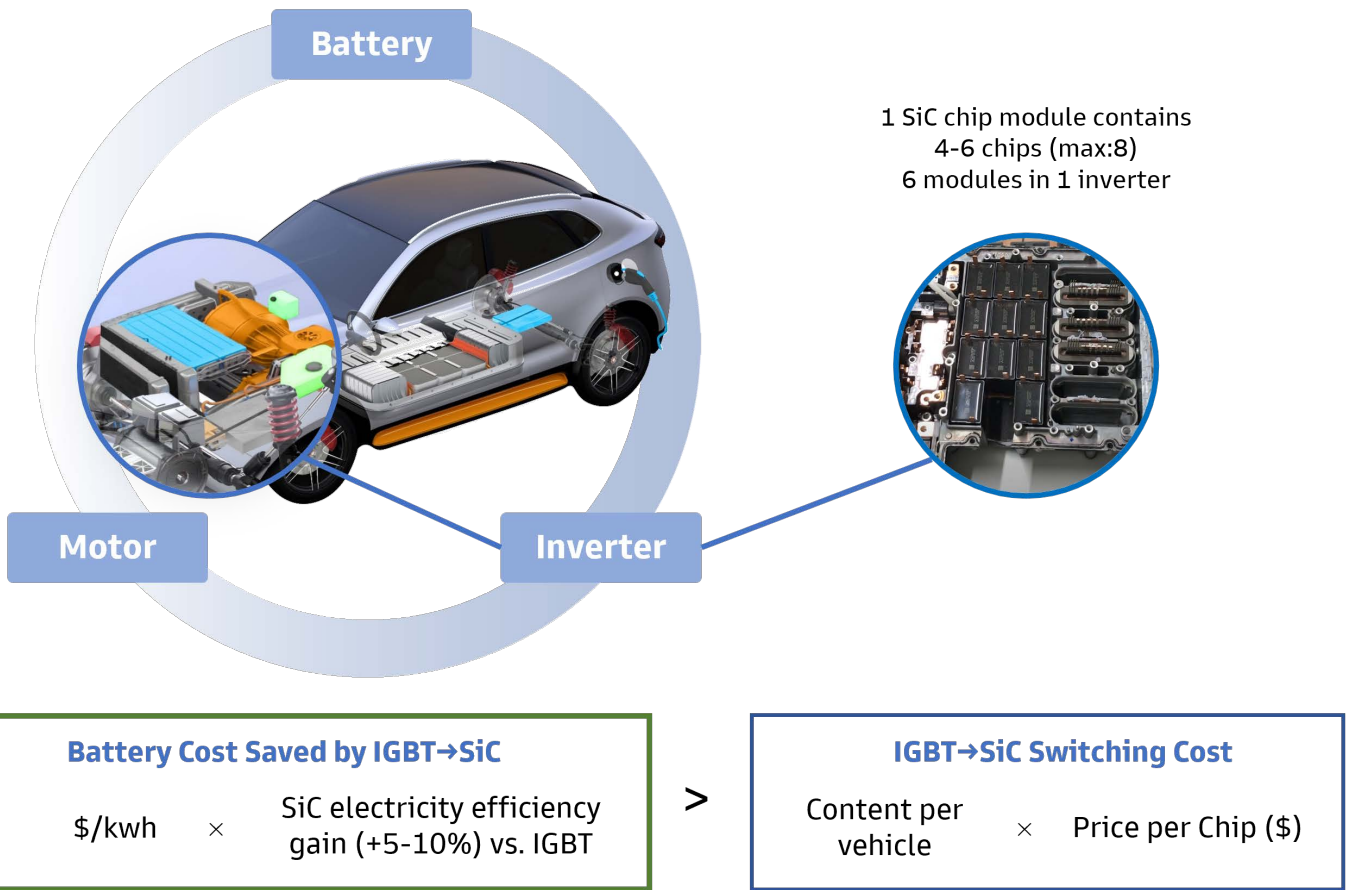 Battery
1 SiC chip module contains
4-6 chips (max:8)
6 modules in 1 inverter
Motor
Inverter
Battery Cost Saved by IGBT→SiC
$/kwh × SiC electricity efficiency
gain (+5-10%) vs. IGBT
>
IGBT→SiC Switching Cost
Content per
vehicle
× Price per Chip ($)